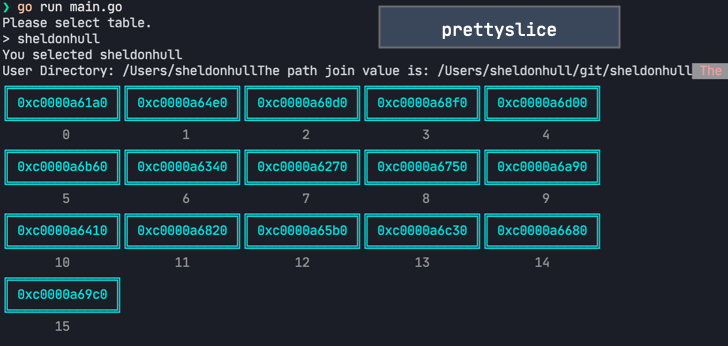 ❯ go run main.go
Please select table.
> sheldonhull
prettyslice
You selected sheldonhull
User Directory: /Users/sheldonhullThe path join value is: /Users/sheldonhull/git/sheldonhull The
0xc0000a61a0 0xc0000a64e0 0xc0000a60d0 0xc0000a68f0 0xc0000a6d00
0 1 2 3 4
0xc0000a6b60 0xc0000a6340 0xc0000a6270 0xc0000a6750 0xc0000a6a90
5 6 7 8 9
0xc0000a6410 0xc0000a6820 0xc0000a65b0 0xc0000a6c30 0xc0000a6680
10 11 12 13 14
0xc0000a69c0
15